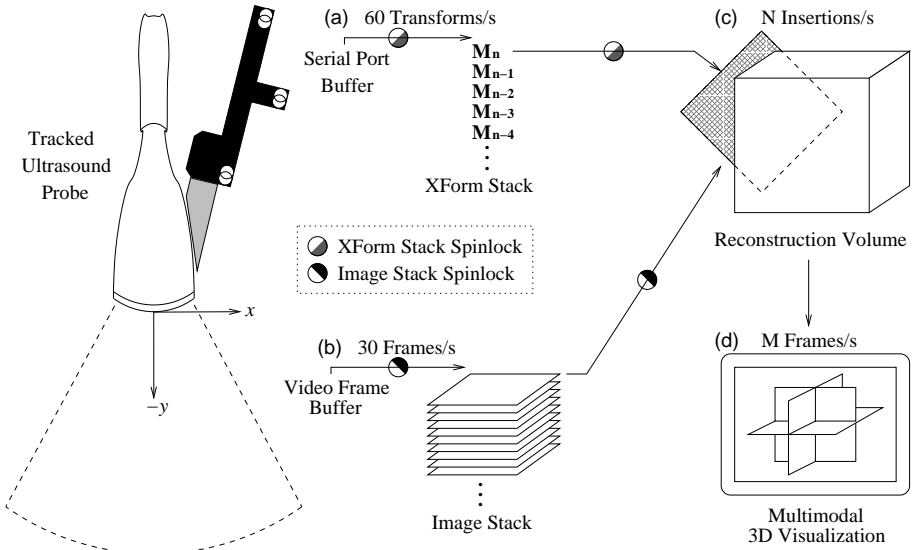 (a) 60 Transforms/s
Serial Port
Buffer
Mn
Mn−1
Mn−2
Mn−3
Mn−4
XForm Stack
(c) N Insertions/s
Reconstruction Volume
Tracked
Ultrasound
Probe
x
−y
XForm Stack Spinlock
Image Stack Spinlock
(b) 30 Frames/s
Video Frame
Buffer
Image Stack
(d) M Frames/s
Multimodal
3D Visualization